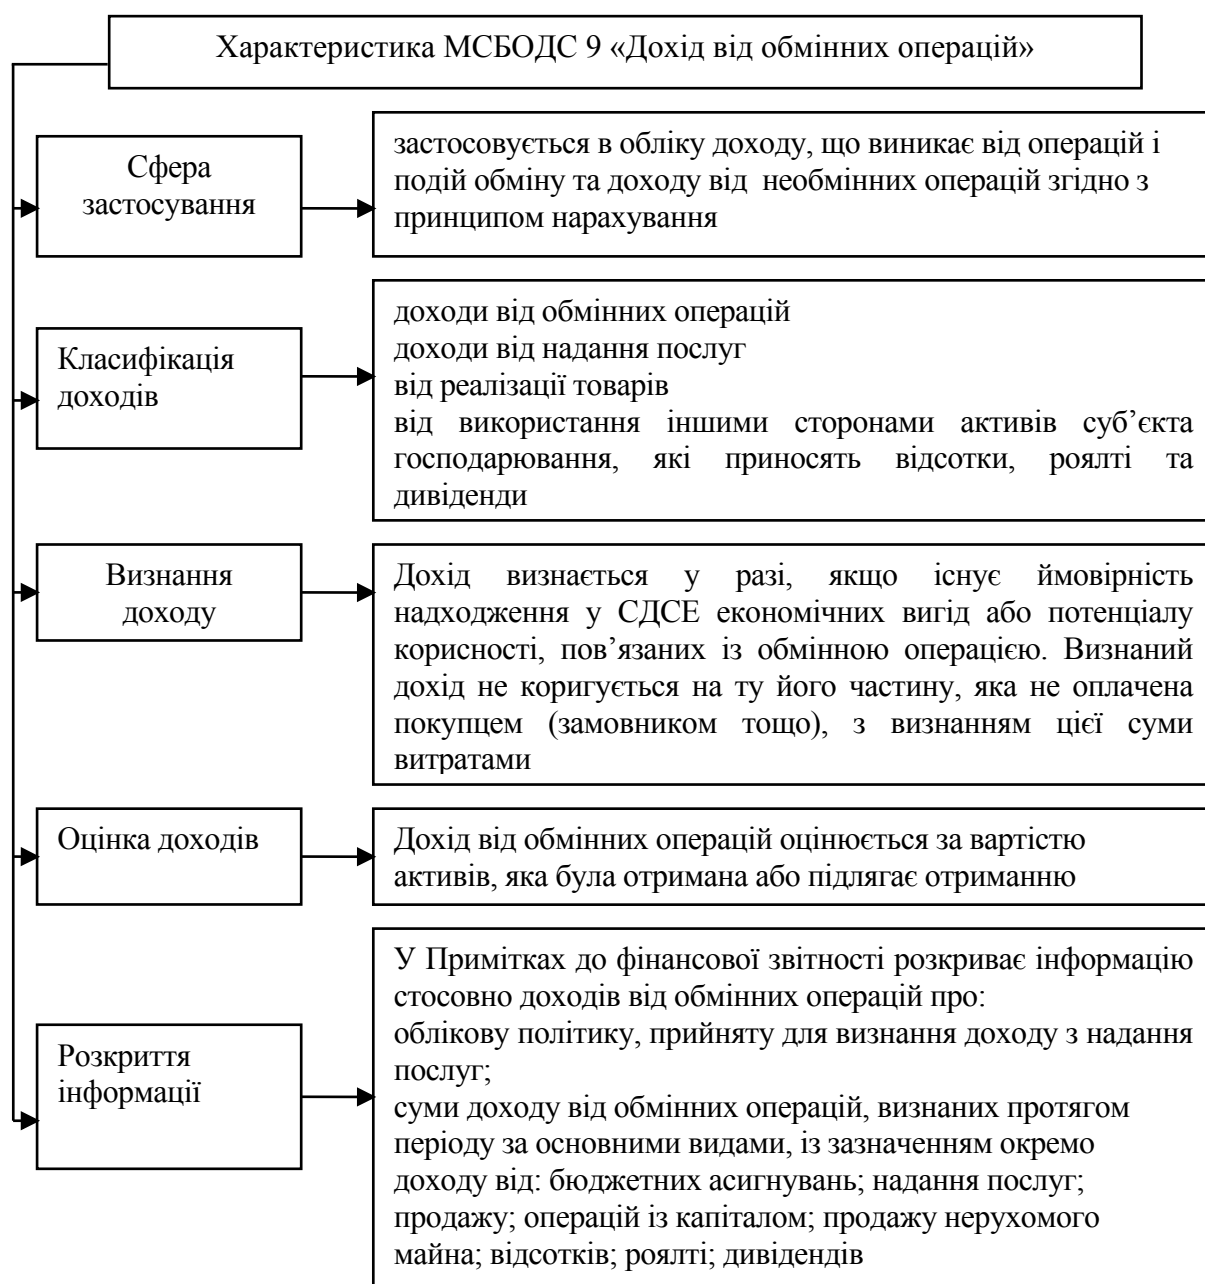 Характеристика МСБОДС 9 «Дохід від обмінних операцій»
Сфера
застосування
застосовується в обліку доходу, що виникає від операцій і
подій обміну та доходу від необмінних операцій згідно з
принципом нарахування
Класифікація
доходів
доходи від обмінних операцій
доходи від надання послуг
від реалізації товарів
від використання іншими сторонами активів суб’єкта
господарювання, які приносять відсотки, роялті та
дивіденди
Визнання
доходу
Дохід визнається у разі, якщо існує ймовірність
надходження у СДСЕ економічних вигід або потенціалу
корисності, пов’язаних із обмінною операцією. Визнаний
дохід не коригується на ту його частину, яка не оплачена
покупцем (замовником тощо), з визнанням цієї суми
витратами
Оцінка доходів
Дохід від обмінних операцій оцінюється за вартістю
активів, яка була отримана або підлягає отриманню
Розкриття
інформації
У Примітках до фінансової звітності розкриває інформацію
стосовно доходів від обмінних операцій про:
облікову політику, прийняту для визнання доходу з надання
послуг;
суми доходу від обмінних операцій, визнаних протягом
періоду за основними видами, із зазначенням окремо
доходу від: бюджетних асигнувань; надання послуг;
продажу; операцій із капіталом; продажу нерухомого
майна; відсотків; роялті; дивідендів